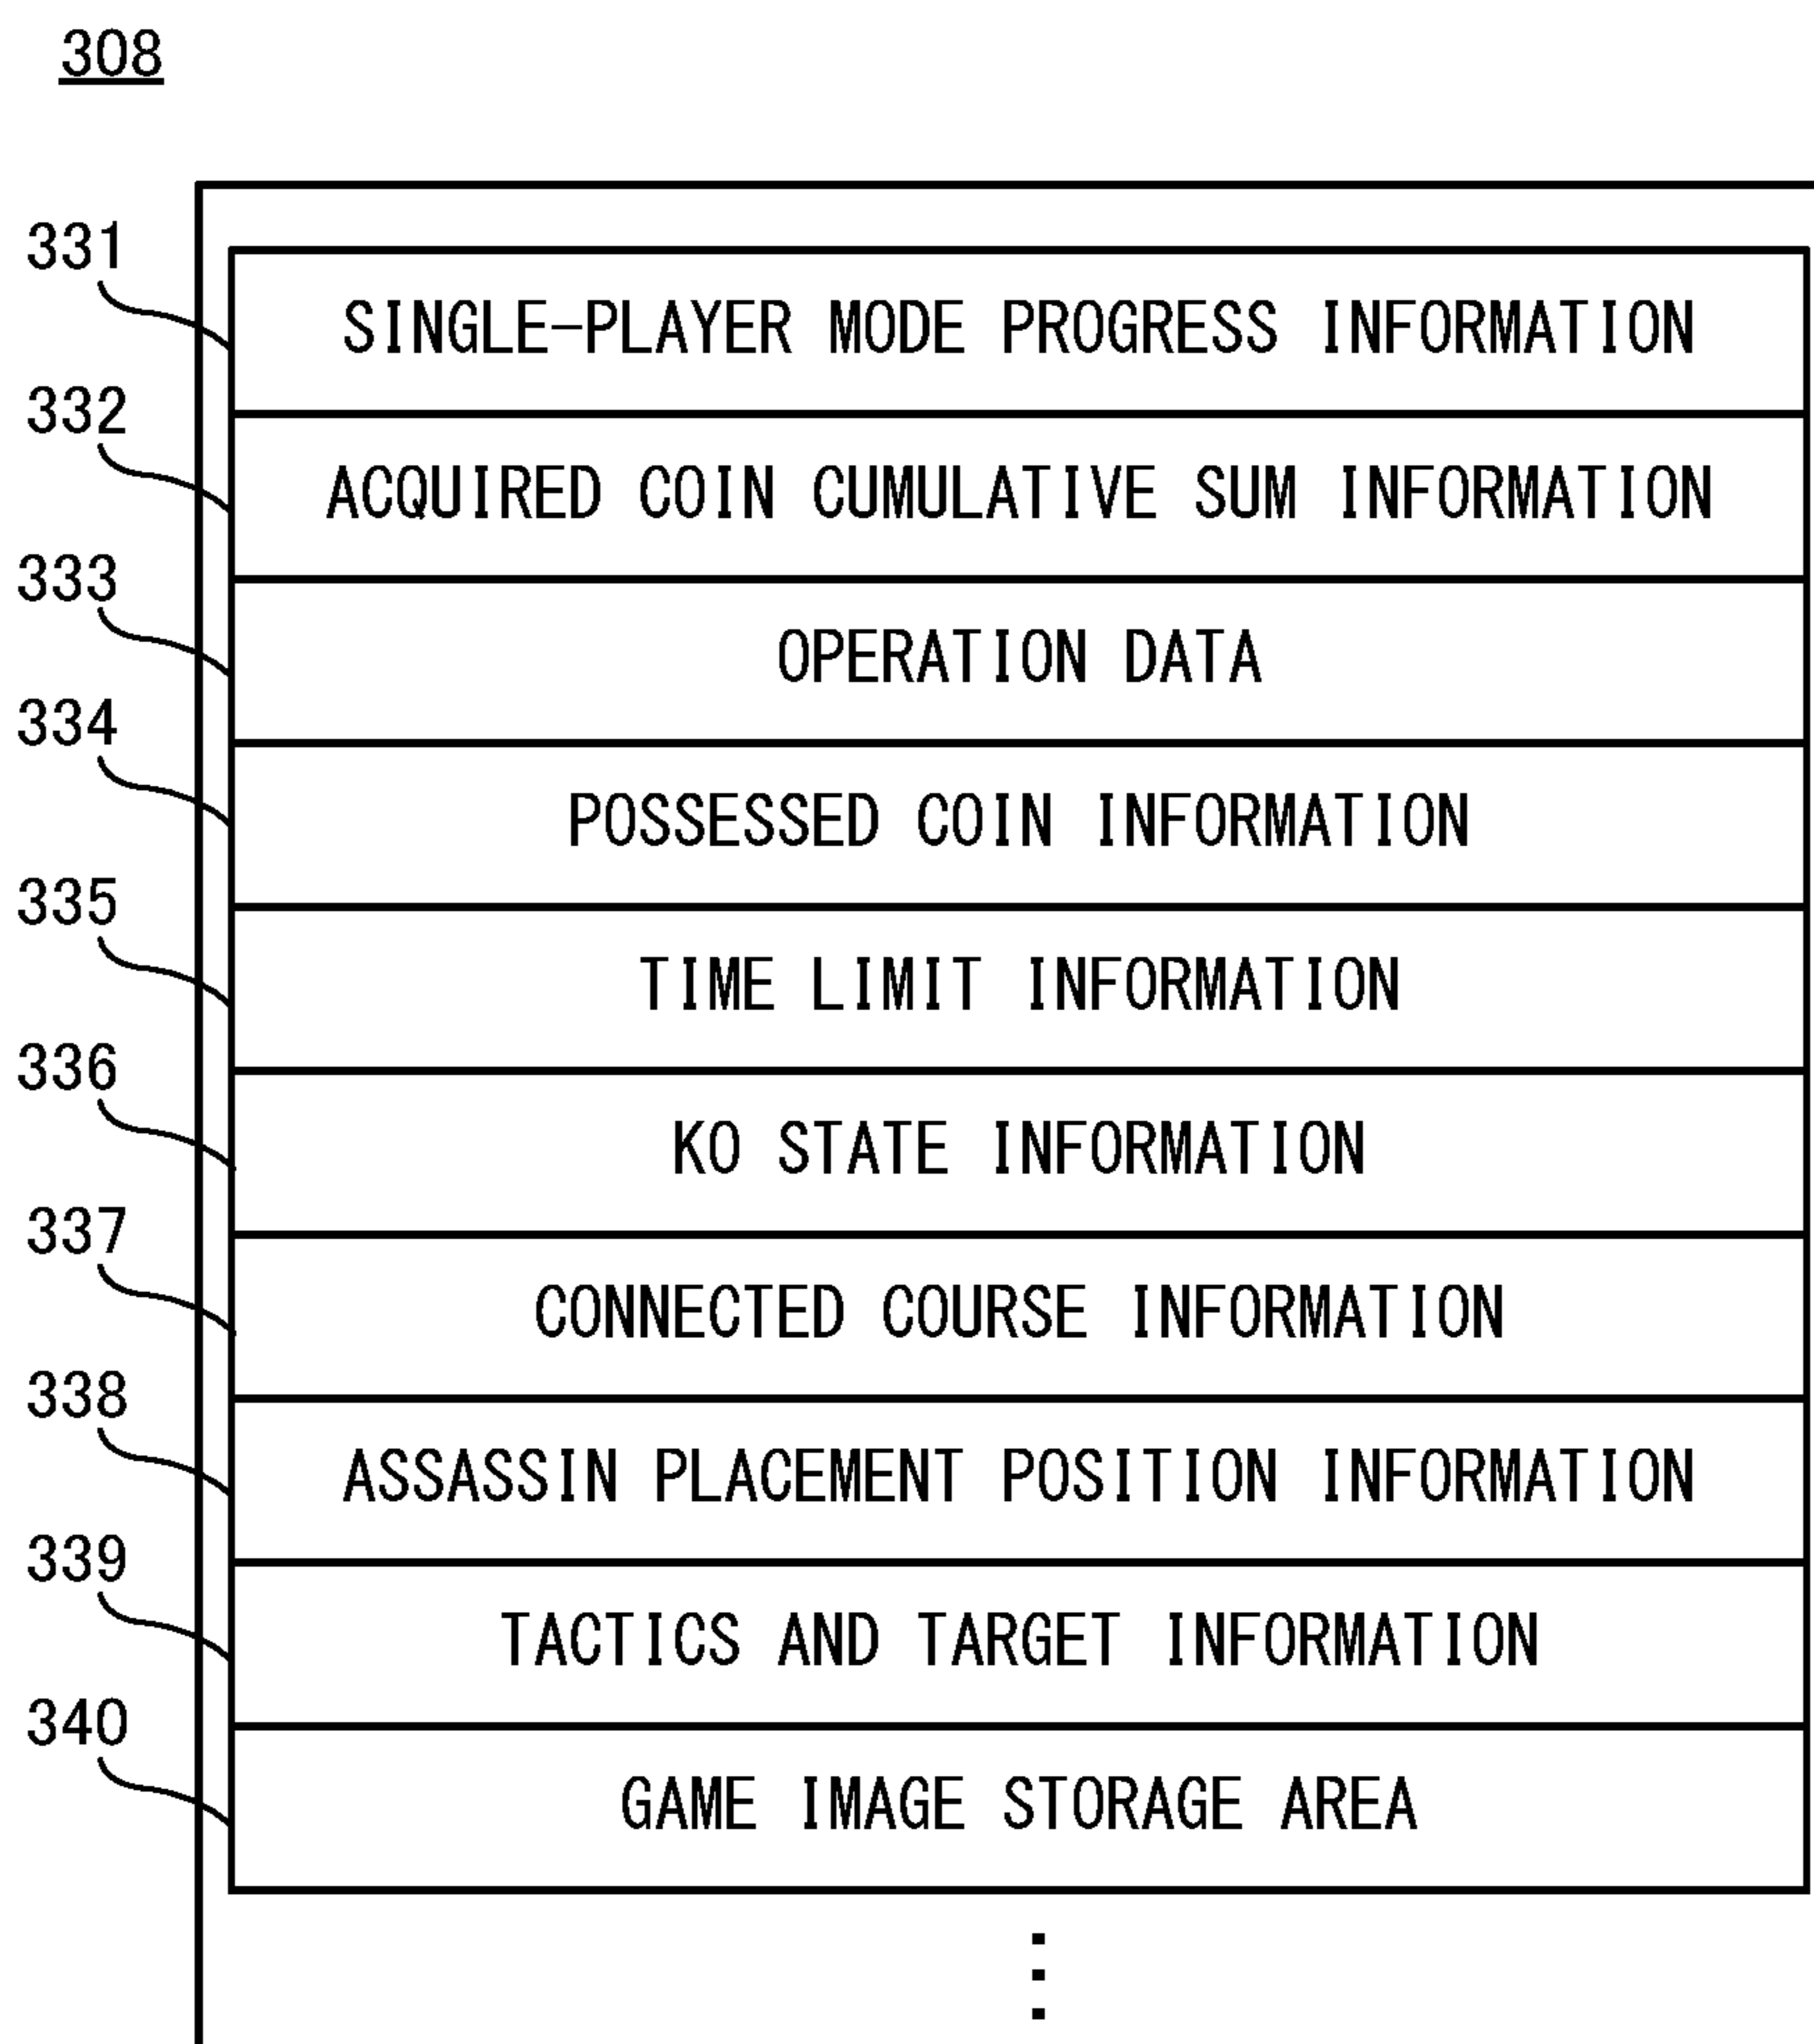 308
331
SINGLE-PLAYER MODE PROGRESS INFORMATION
332
ACQUIRED COIN CUMULATIVE SUM INFORMATION
333
OPERATION DATA
334
POSSESSED COIN INFORMATION
335
TIME LIMIT INFORMATION
336
KO STATE INFORMATION
337
CONNECTED COURSE INFORMATION
338
ASSASSIN PLACEMENT POSITION INFORMATION
339
TACTICS AND TARGET INFORMATION
340
GAME IMAGE STORAGE AREA